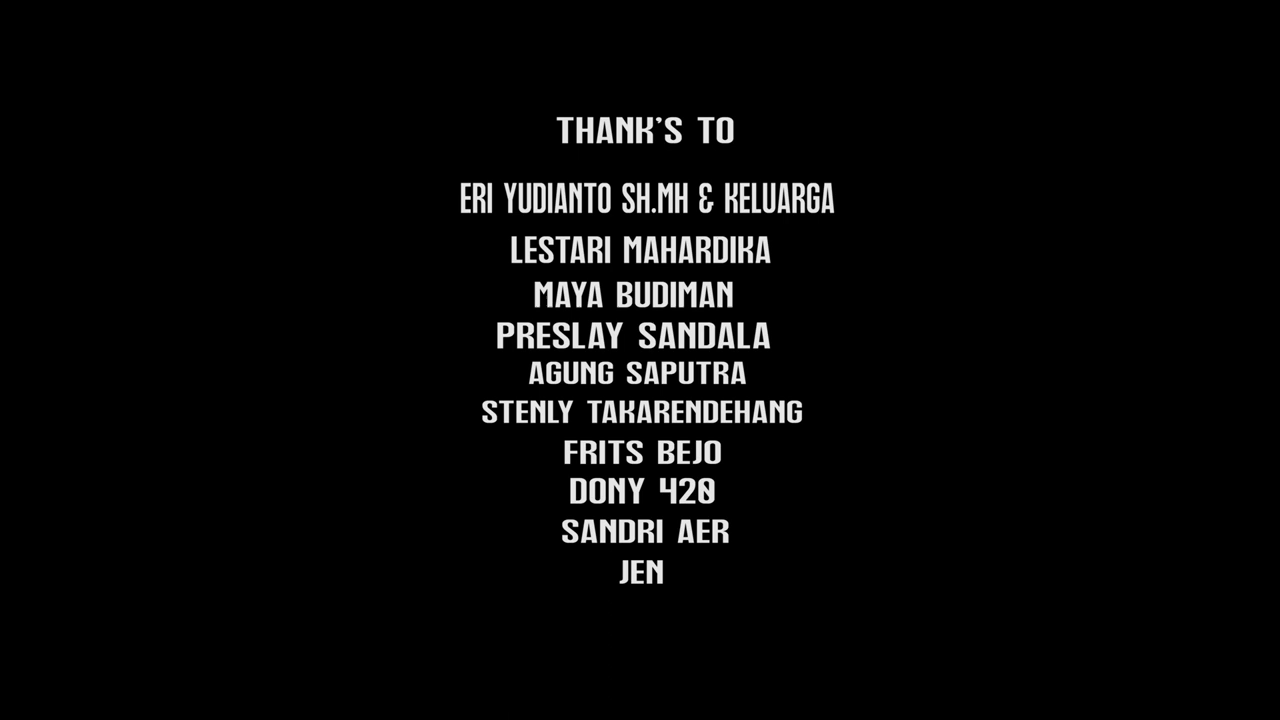 THANK'S TO
ERI YUDIANTO SH.MH & KELUARGA
LESTARI MAHARDIKA
MAYA BUDIMAN
PRESLAY SANDALA
AGUNG SAPUTRA
STENLY TAKARENDEHANG
FRITS BEJO
DONY 420
SANDRI AER
JEN